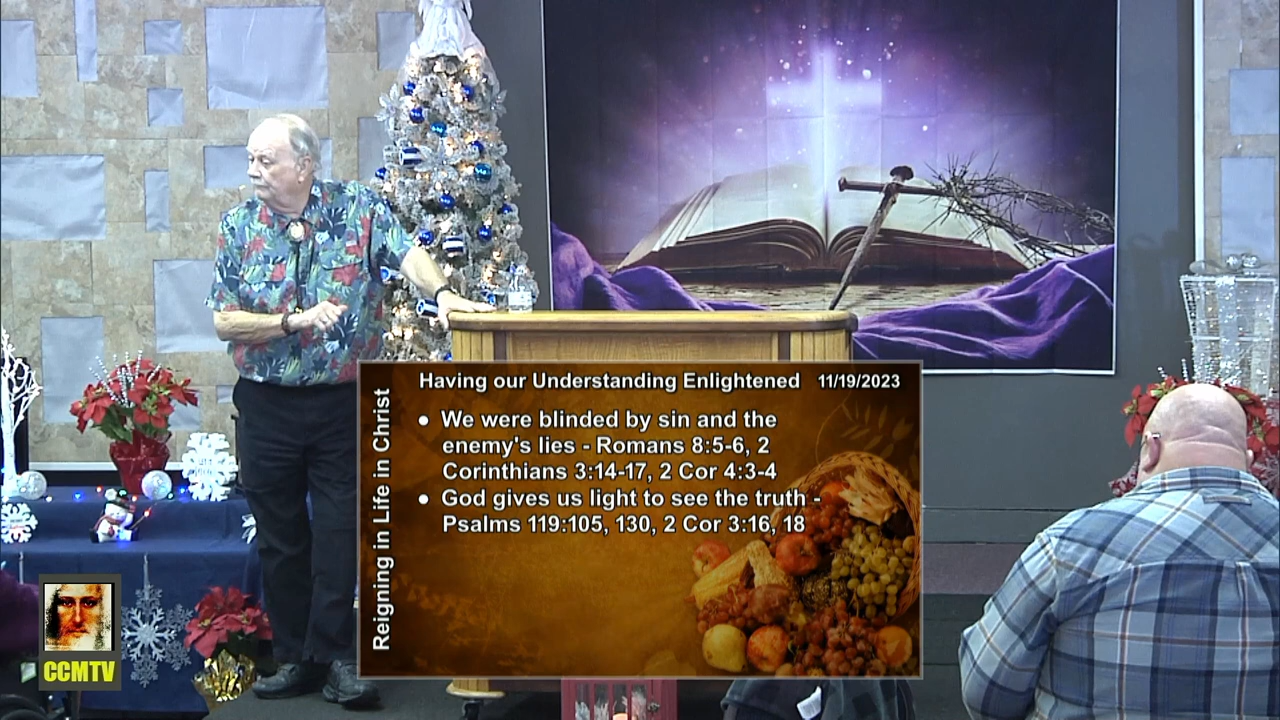 Having our Understanding Enlightened 11/19/2023
Reigning in Life in Christ
● We were blinded by sin and the
enemy's lies - Romans 8:5-6, 2
Corinthians 3:14-17, 2 Cor 4:3-4
● God gives us light to see the truth -
Psalms 119:105, 130, 2 Cor 3:16, 18
CCMTV